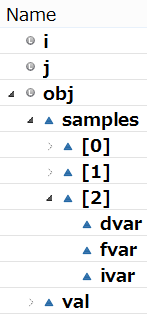 Name
i
j
obj
samples
[0]
[1]
[2]
dvar
fvar
ivar
val